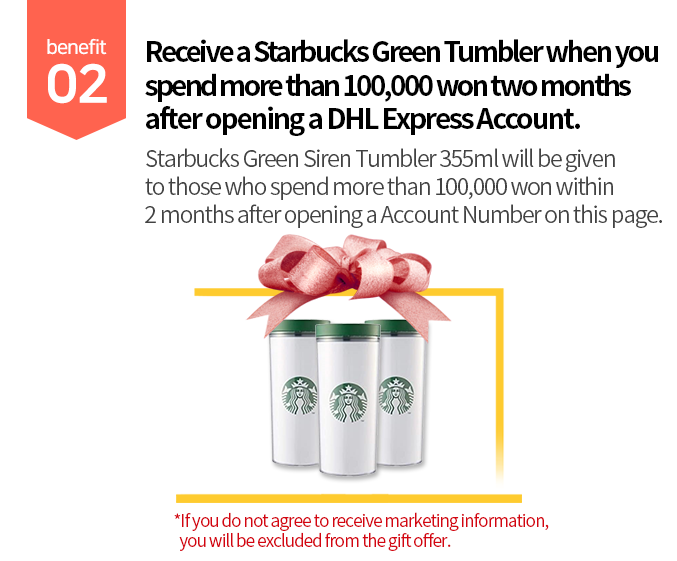 benefit
02
Receive a Starbucks Green Tumbler when you
spend more than 100,000 won two months
after opening a DHL Express Account.
Starbucks Green Siren Tumbler 355ml will be given
to those who spend more than 100,000 won within
2 months after opening a Account Number on this page.
*If you do not agree to receive marketing information,
you will be excluded from the gift offer.